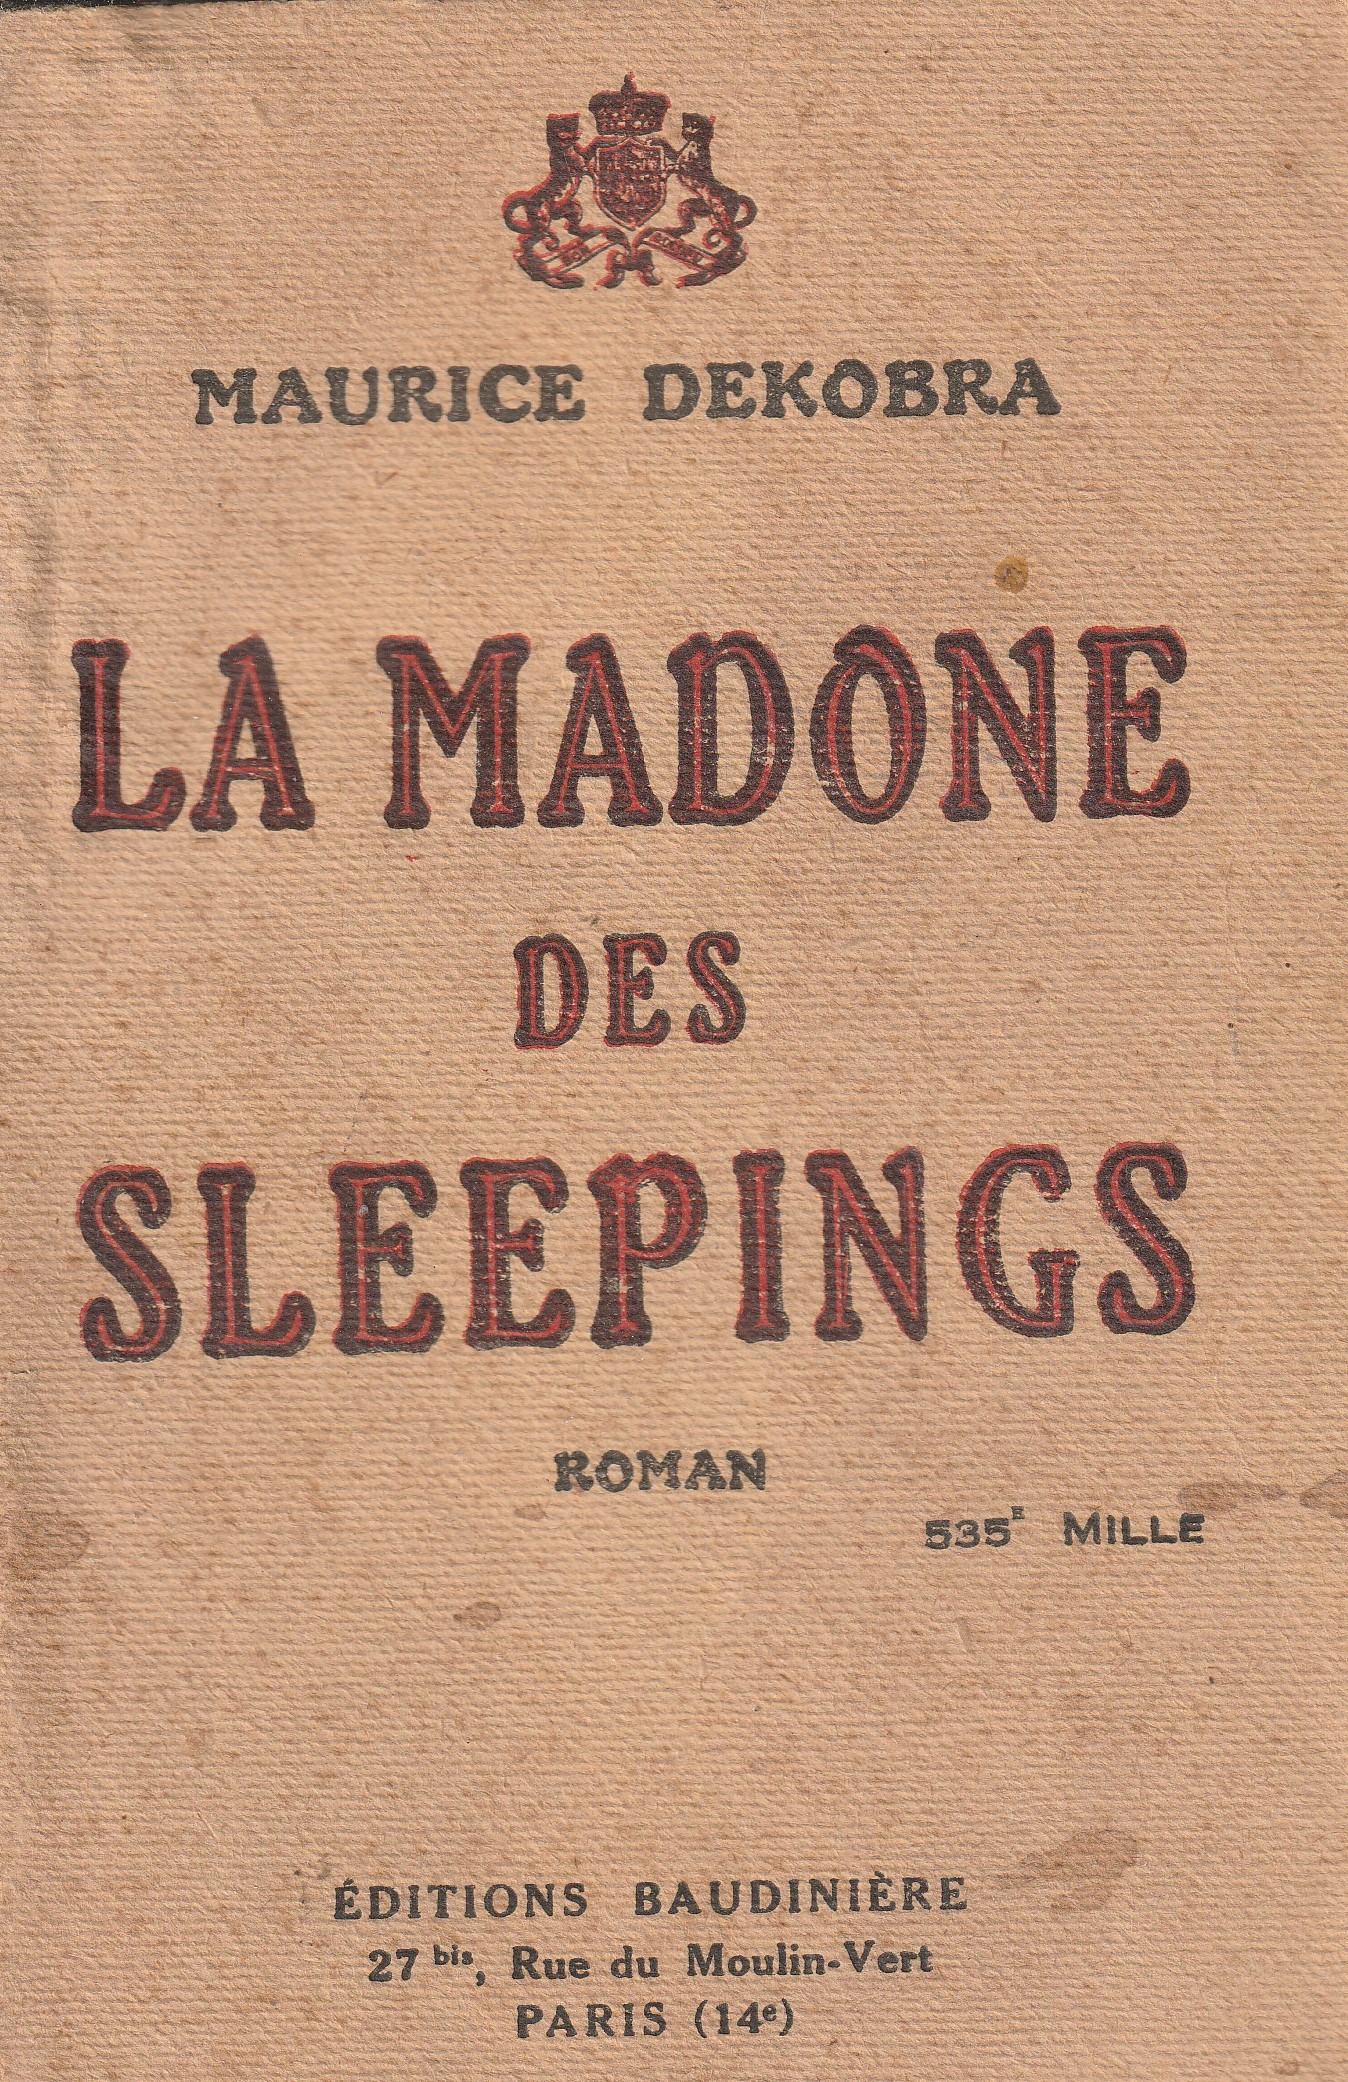 MAURICE DEKOBRA
LA MADONE
DES
SLEEPINGS
ROMAN
535E MILLE
ÉDITIONS BAUDINIÈRE
27 bis, Rue du Moulin-Vert
PARIS (14e)